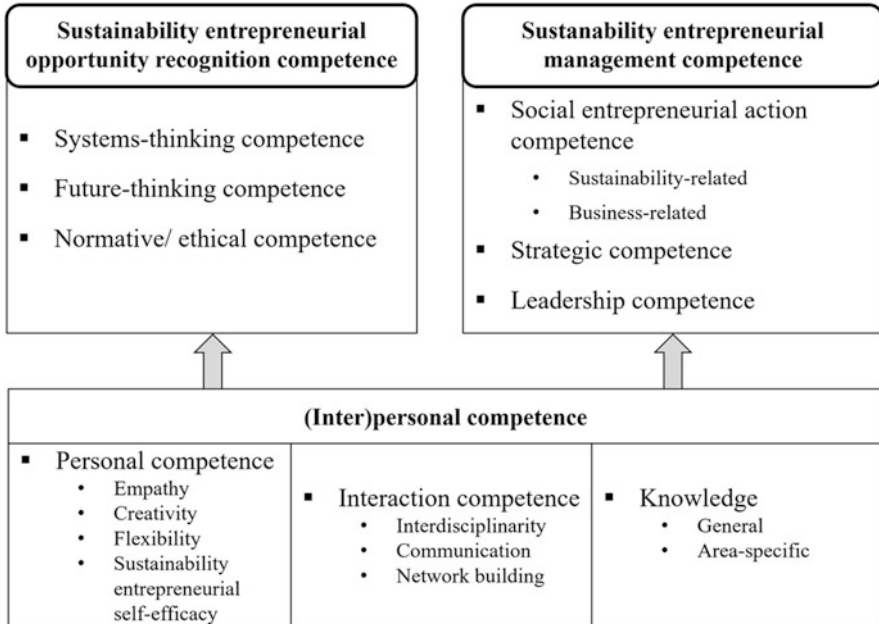 Sustainability entrepreneurial
opportunity recognition competence
▪ Systems-thinking competence
▪ Future-thinking competence
▪ Normative/ ethical competence
Sustanability entrepreneurial
management competence
▪ Social entrepreneurial action
competence
• Sustainability-related
• Business-related
▪ Strategic competence
▪ Leadership competence
(Inter)personal competence
▪ Personal competence
• Empathy
• Creativity
• Flexibility
• Sustainability
entrepreneurial
self-efficacy
▪ Interaction competence
• Interdisciplinarity
• Communication
• Network building
▪ Knowledge
• General
• Area-specific